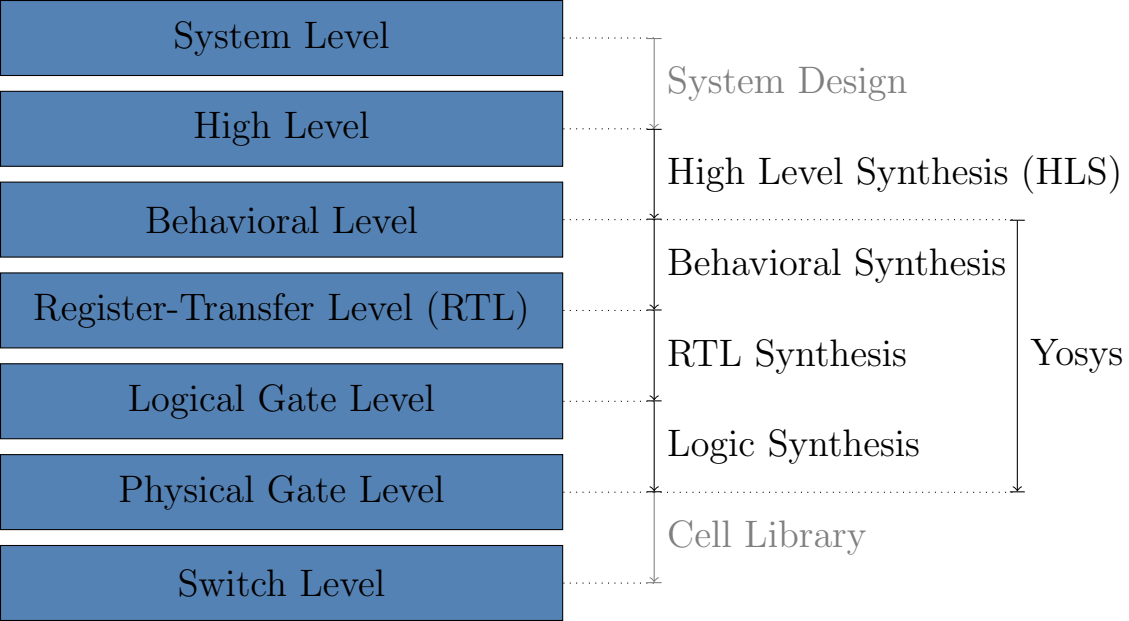 System Level
System Design
High Level
High Level Synthesis (HLS)
Behavioral Level
Behavioral Synthesis
Register-Transfer Level (RTL)
RTL Synthesis
Yosys
Logical Gate Level
Logic Synthesis
Physical Gate Level
Cell Library
Switch Level